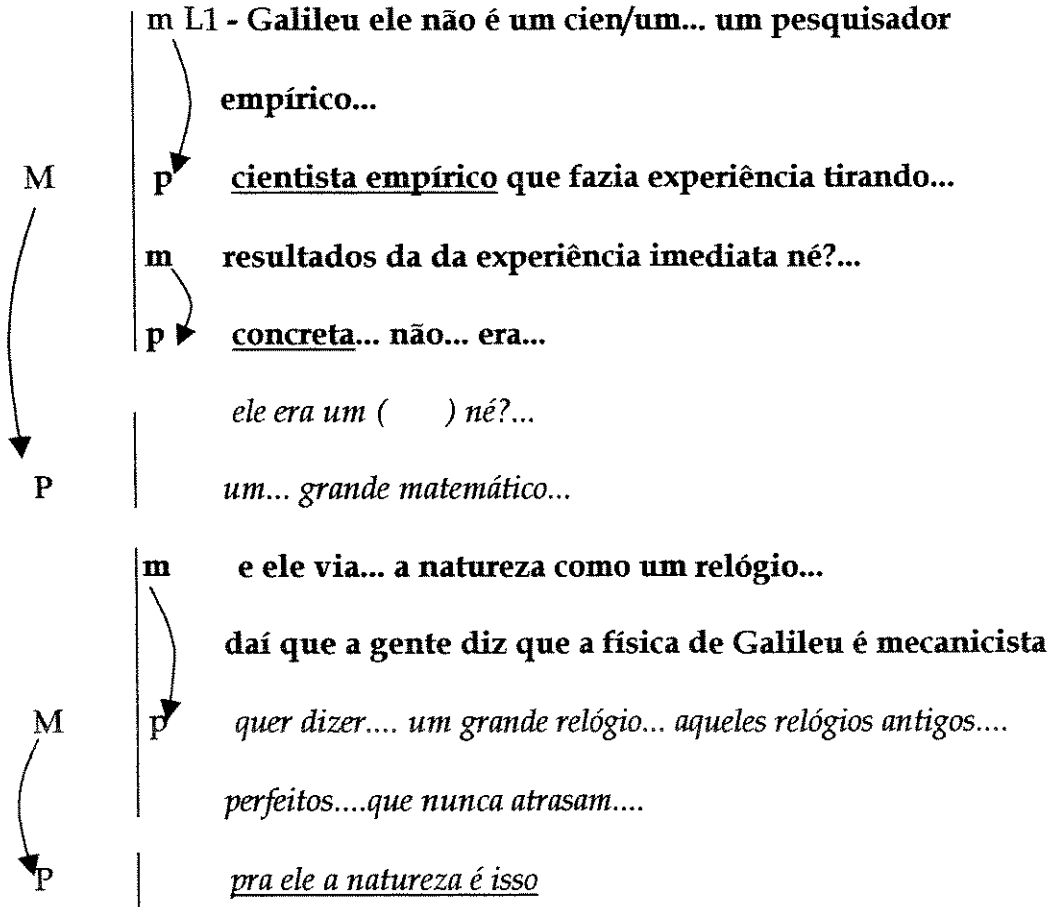 m L1 - Galileu ele não é um cien/um... um pesquisador
empírico...
M p cientista empírico que fazia experiência tirando...
m resultados da da experiência imediata né?...
p concreta... não... era...
ele era um ( ) né?...
P um... grande matemático...
m e ele via... a natureza como um relógio...
daí que a gente diz que a física de Galileu é mecanicista
M p quer dizer.... um grande relógio... aqueles relógios antigos....
perfeitos....que nunca atrasam....
P pra ele a natureza é isso